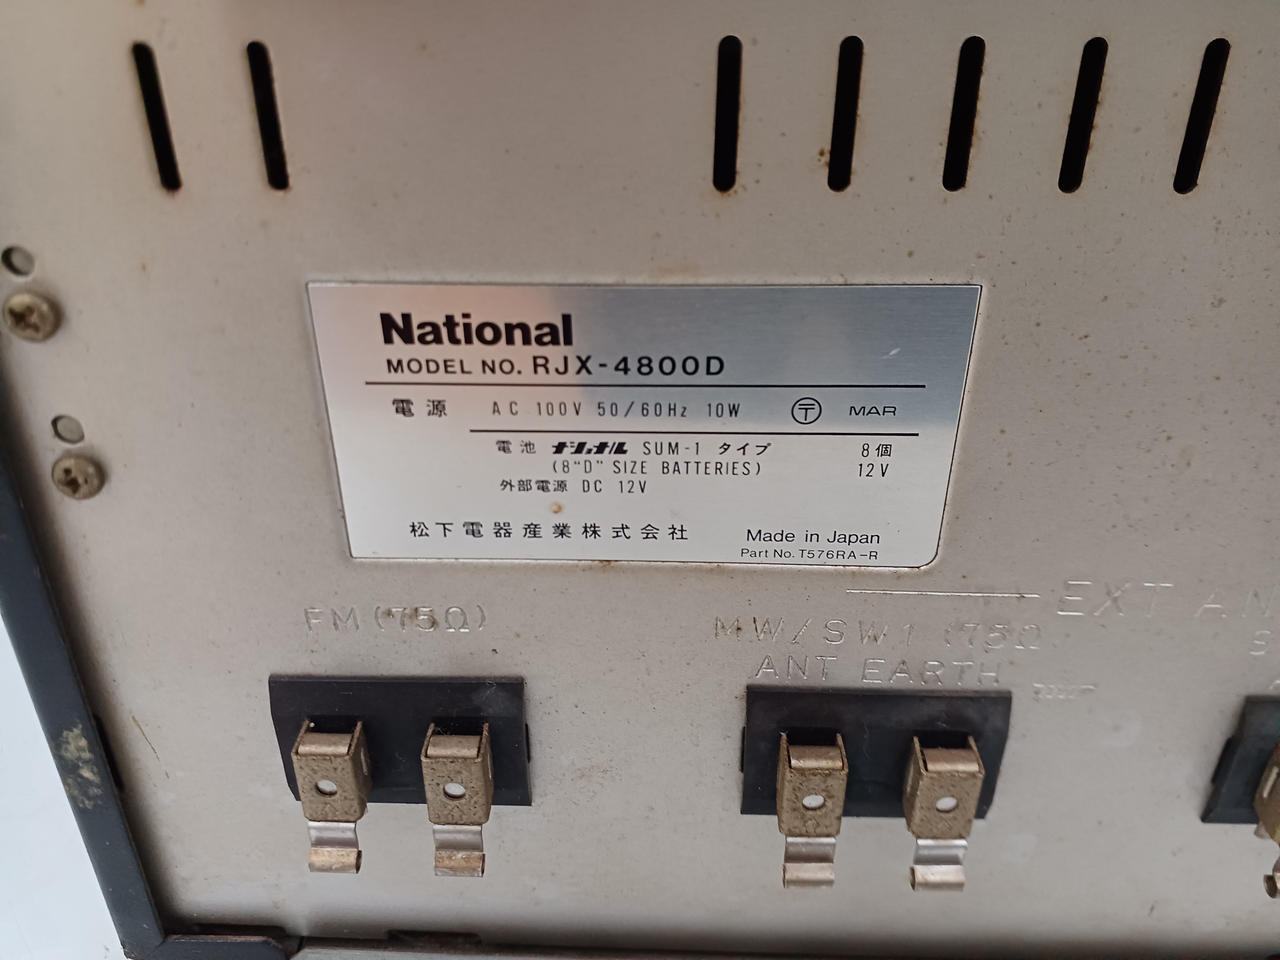 National
MODEL NO. RJX-4800D
電源 AC 100V 50/60Hz 10W 〒 MAR
電池 ナショナル SUM-1 タイプ 8個
(8"D" SIZE BATTERIES) 12V
外部電源 DC 12V
松下電器産業株式会社 Made in Japan
Part No. T576RA-R
EXT AN
FM (75Ω) MW/SW1 (75Ω
ANT EARTH